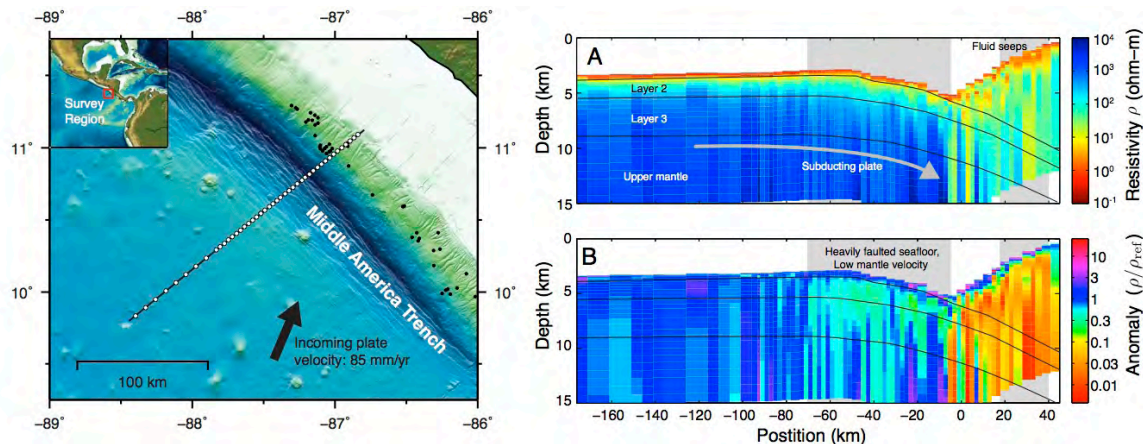 −89° −88° −87° −86°
Survey
Region
11°
11°
10°
10°
Middle America Trench
Incoming plate
velocity: 85 mm/yr
100 km
−89° −88° −87° −86°
A
Fluid seeps
Layer 2
Layer 3
Upper mantle
Subducting plate
Depth (km)
0
5
10
15
Resistivity ρ (ohm−m)
10⁴
10³
10²
10¹
10⁰
10⁻¹
B
Heavily faulted seafloor,
Low mantle velocity
Depth (km)
0
5
10
15
Anomaly (ρ/ρref)
10
3
1
0.3
0.1
0.03
0.01
−160 −140 −120 −100 −80 −60 −40 −20 0 20 40
Postition (km)